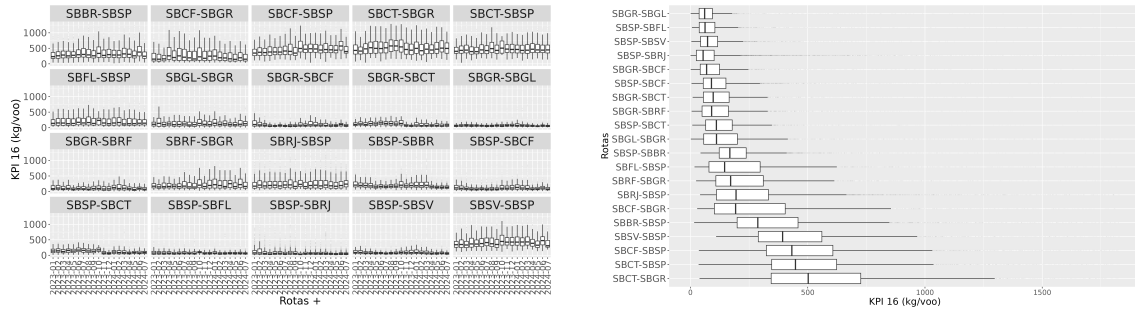 SBBR-SBSP SBCF-SBGR SBCF-SBSP SBCT-SBGR SBCT-SBSP
1000
500
0
SBFL-SBSP SBGL-SBGR SBGR-SBCF SBGR-SBCT SBGR-SBGL
1000
500
0
SBGR-SBRF SBRF-SBGR SBRJ-SBSP SBSP-SBBR SBSP-SBCF
1000
500
0
SBSP-SBCT SBSP-SBFL SBSP-SBRJ SBSP-SBSV SBSV-SBSP
1000
500
0
KPI 16 (kg/voo)
Rotas +
SBGR-SBGL
SBSP-SBFL
SBSP-SBSV
SBSP-SBRJ
SBGR-SBCF
SBSP-SBCF
SBGR-SBCT
SBGR-SBRF
SBSP-SBCT
SBGL-SBGR
SBSP-SBBR
SBFL-SBSP
SBRF-SBGR
SBRJ-SBSP
SBCF-SBGR
SBBR-SBSP
SBSV-SBSP
SBCF-SBSP
SBCT-SBSP
SBCT-SBGR
Rotas
0 500 1000 1500
KPI 16 (kg/voo)